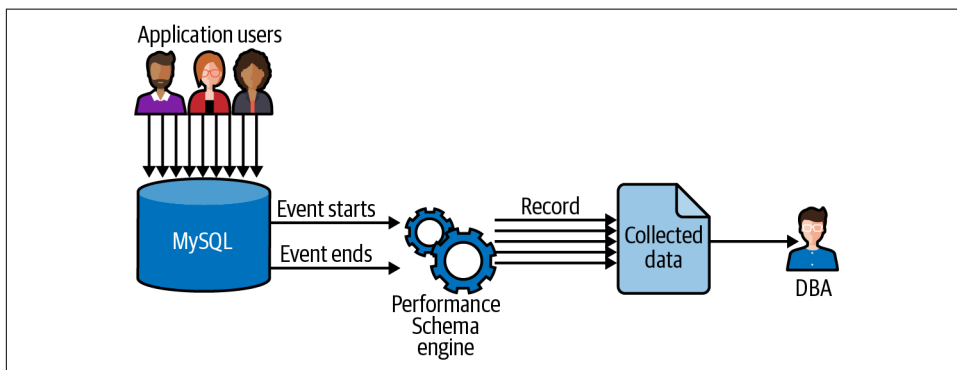 Application users
MySQL
Event starts
Event ends
Performance
Schema
engine
Record
Collected
data
DBA